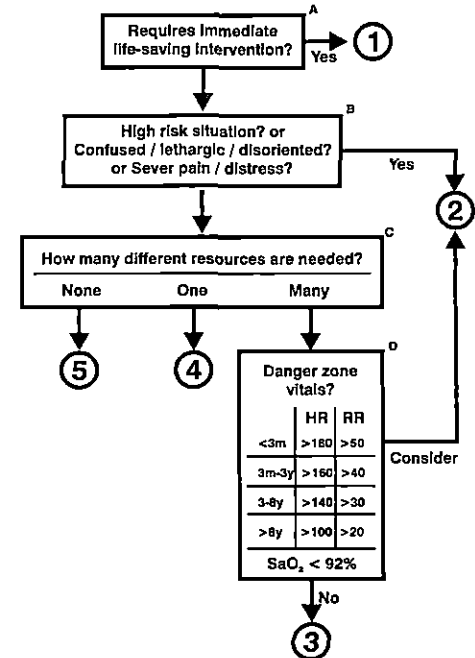 A
Requires Immediate
life-saving intervention?
Yes
1
B
High risk situation? or
Confused / lethargic / disoriented?
or Sever pain / distress?
Yes
2
C
How many different resources are needed?
None One Many
5
4
D
Danger zone
vitals?
HR RR
<3m >180 >50
3m-3y >160 >40
3-8y >140 >30
>8y >100 >20
SaO₂ < 92%
Consider
No
3